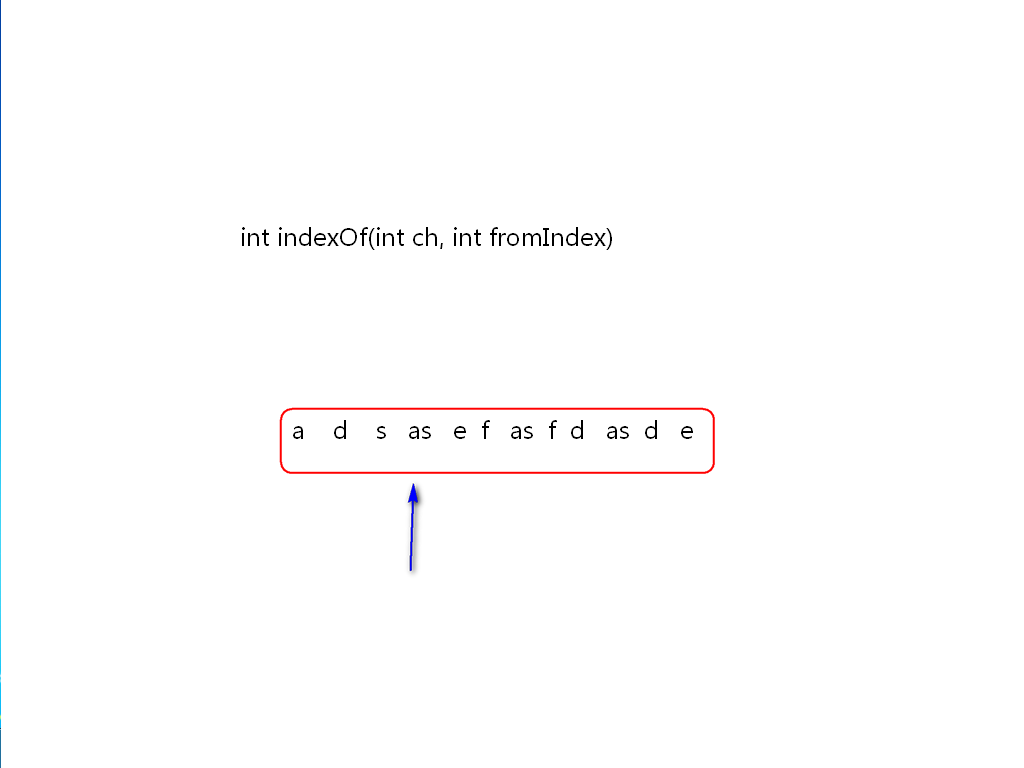 int indexOf(int ch, int fromIndex)
a d s as e f as f d as d e